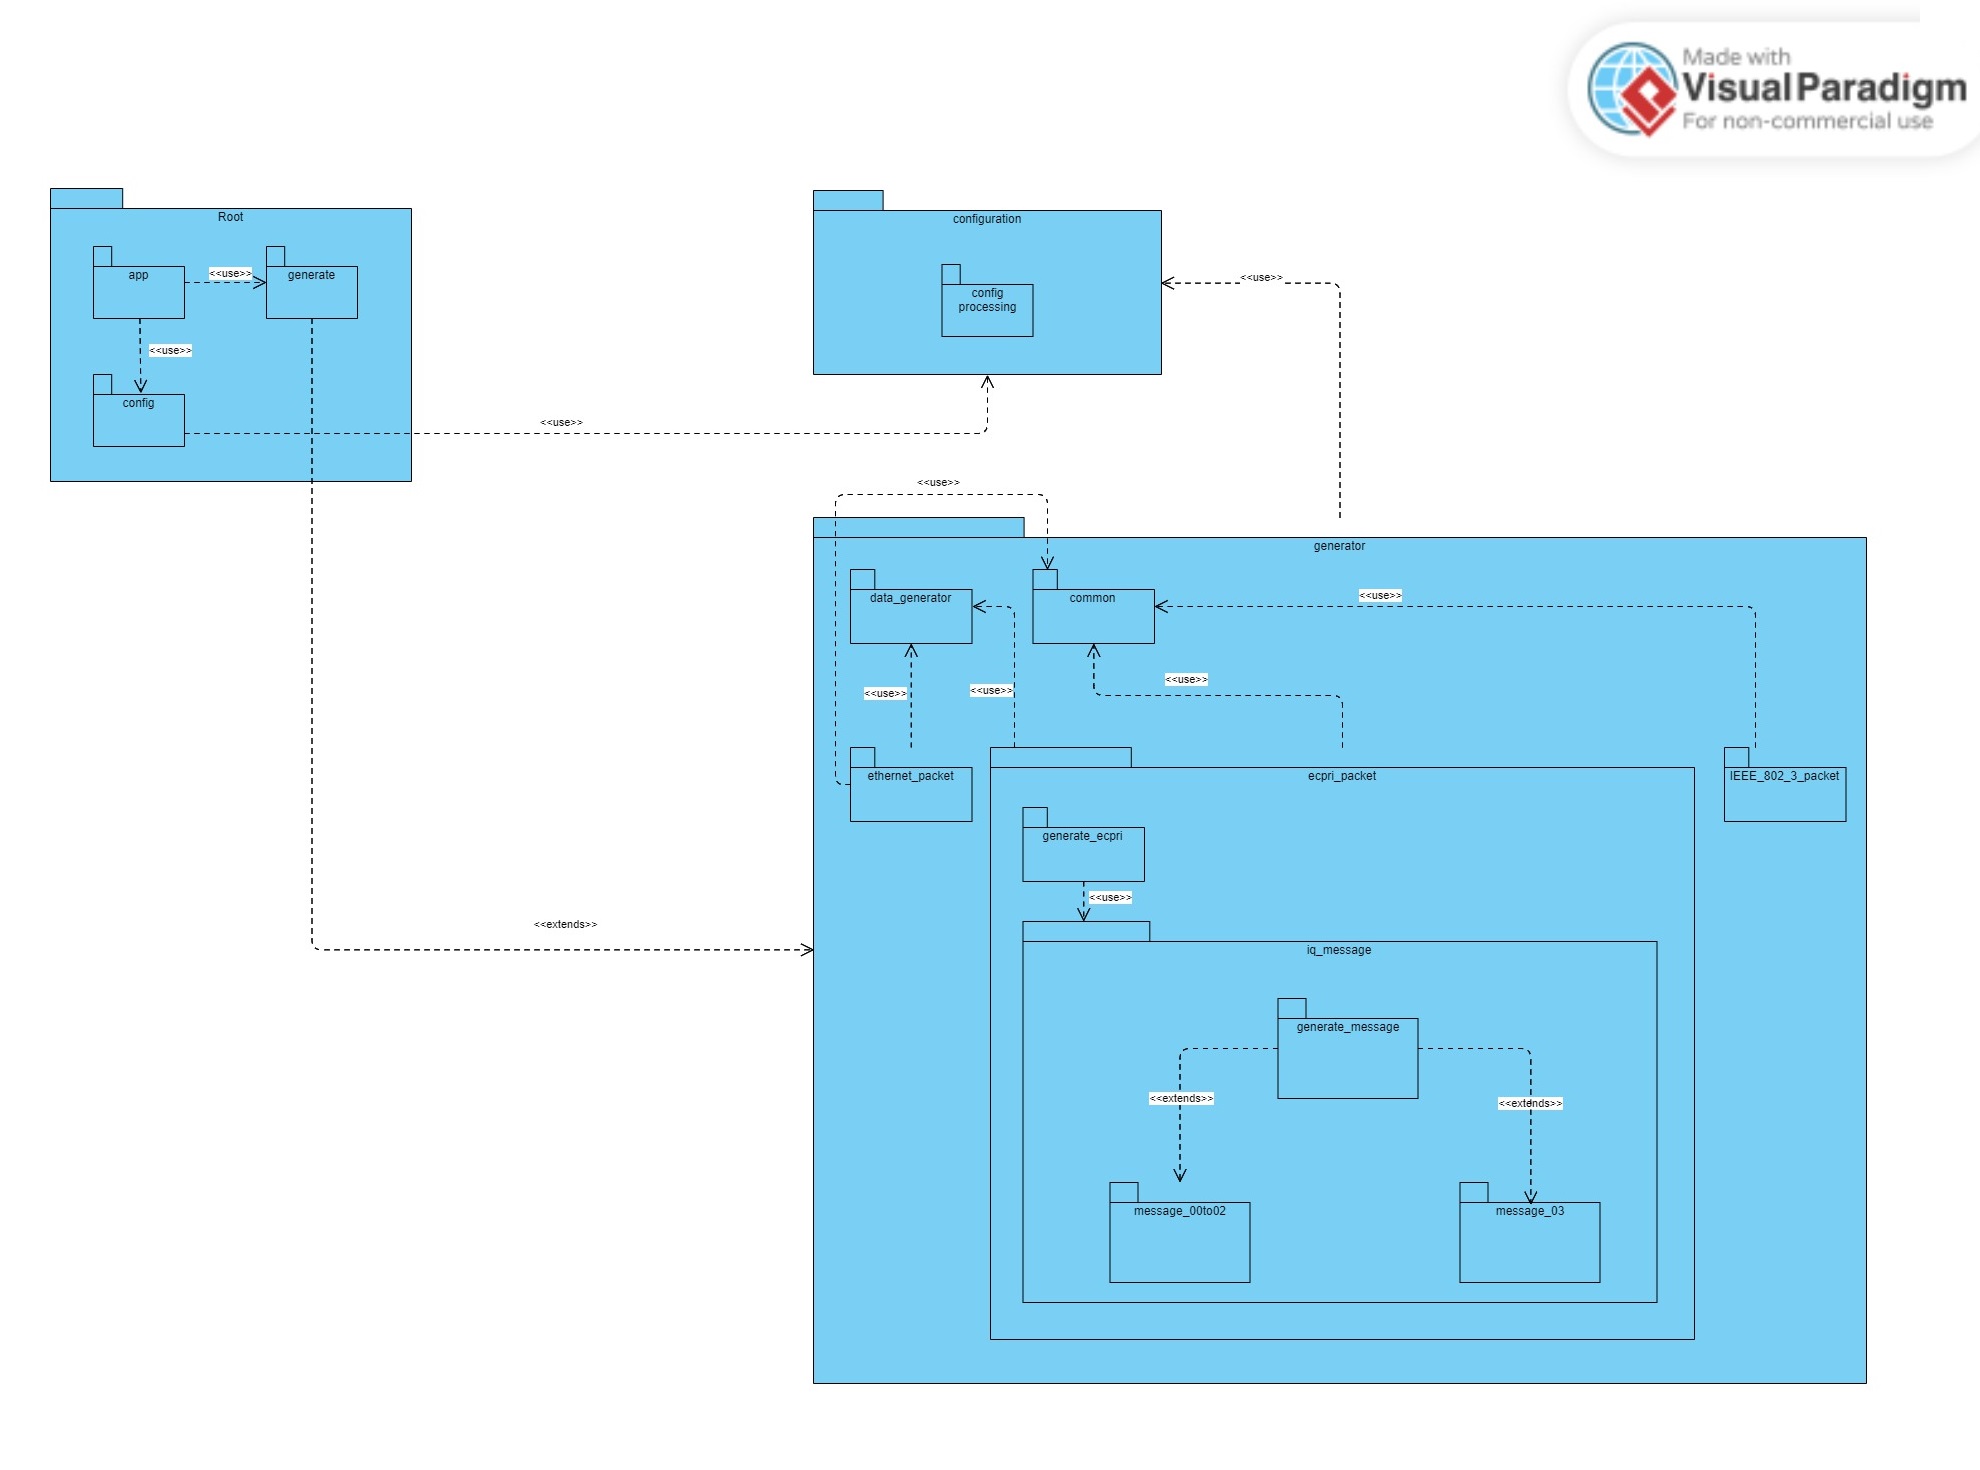 Made with
Visual Paradigm
For non-commercial use
Root
configuration
app
<<use>>
generate
<<use>>
config
processing
<<use>>
config
<<use>>
<<use>>
generator
data_generator
common
<<use>>
<<use>>
<<use>>
<<use>>
ethernet_packet
ecpri_packet
IEEE_802_3_packet
generate_ecpri
<<use>>
<<extends>>
iq_message
generate_message
<<extends>>
<<extends>>
message_00to02
message_03